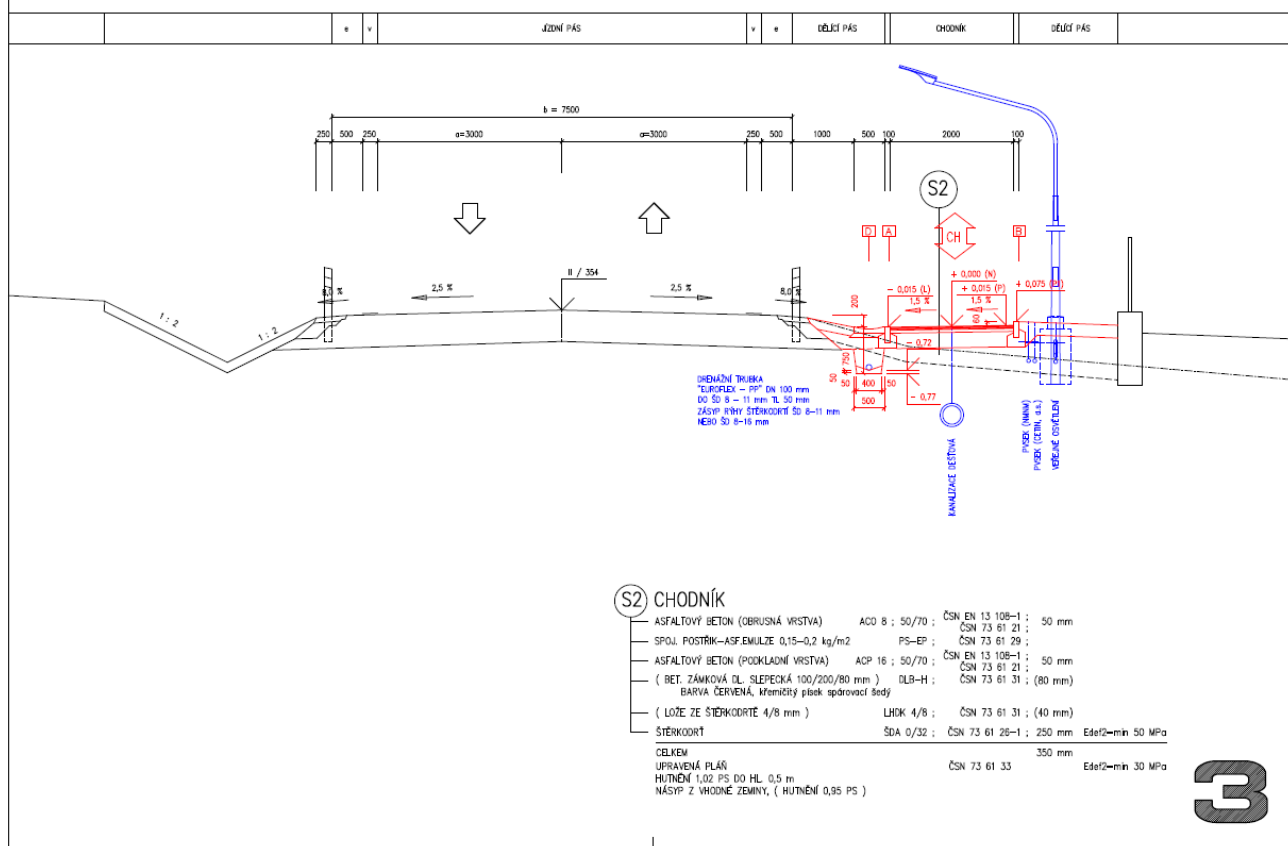 e v JÍZDNÍ PÁS v e DĚLÍCÍ PÁS CHODNÍK DĚLÍCÍ PÁS
b = 7500
250 500 250 a=3000 a=3000 250 500 1000 500 100 2000 100
S2
D A CH B
II / 354
+ 0,000 (N)
8,0 % 2,5 % 2,5 % 8,0 %
- 0,015 (L) + 0,015 (P) + 0,075 (P)
1,5 % 1,5 %
200
60
1 : 2 1 : 2
- 0,72
750
50
50 400 50
- 0,77
500
DRENÁŽNÍ TRUBKA
"EUROFLEX – PP" DN 100 mm
DO ŠD 8 – 11 mm TL 50 mm
ZÁSYP RÝHY ŠTĚRKODRTÍ ŠD 8–11 mm
NEBO ŠD 8–16 mm
KANALIZACE DEŠŤOVÁ
PVSEK (NMNM)
PVSEK (CETIN, a.s.)
VEŘEJNÉ OSVĚTLENÍ
S2 CHODNÍK
ASFALTOVÝ BETON (OBRUSNÁ VRSTVA) ACO 8 ; 50/70 ; ČSN EN 13 108–1 ; ČSN 73 61 21 ; 50 mm
SPOJ. POSTŘIK–ASF.EMULZE 0,15–0,2 kg/m2 PS–EP ; ČSN 73 61 29 ;
ASFALTOVÝ BETON (PODKLADNÍ VRSTVA) ACP 16 ; 50/70 ; ČSN EN 13 108–1 ; ČSN 73 61 21 ; 50 mm
( BET. ZÁMKOVÁ DL. SLEPECKÁ 100/200/80 mm ) DLB–H ; ČSN 73 61 31 ; (80 mm)
BARVA ČERVENÁ, křemičitý písek spárovací šedý
( LOŽE ZE ŠTĚRKODRTĚ 4/8 mm ) LHDK 4/8 ; ČSN 73 61 31 ; (40 mm)
ŠTĚRKODRŤ ŠDA 0/32 ; ČSN 73 61 26–1 ; 250 mm Edef2–min 50 MPa
CELKEM 350 mm
UPRAVENÁ PLÁŇ ČSN 73 61 33 Edef2–min 30 MPa
HUTNĚNÍ 1,02 PS DO HL. 0,5 m
NÁSYP Z VHODNÉ ZEMINY, ( HUTNĚNÍ 0,95 PS )
3